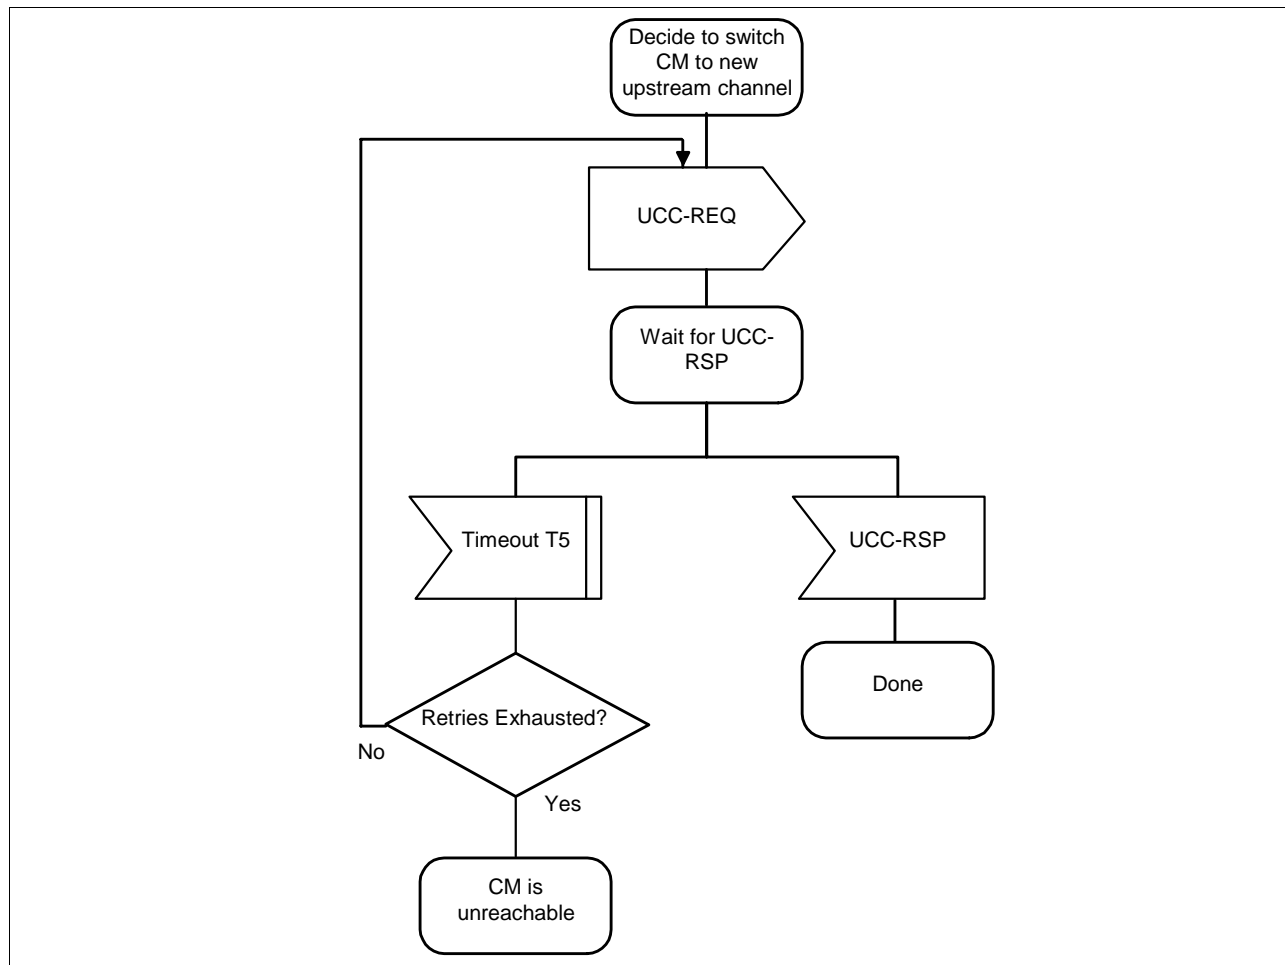 Decide to switch
CM to new
upstream channel
UCC-REQ
Wait for UCC-
RSP
Timeout T5
UCC-RSP
Done
Retries Exhausted?
No
Yes
CM is
unreachable